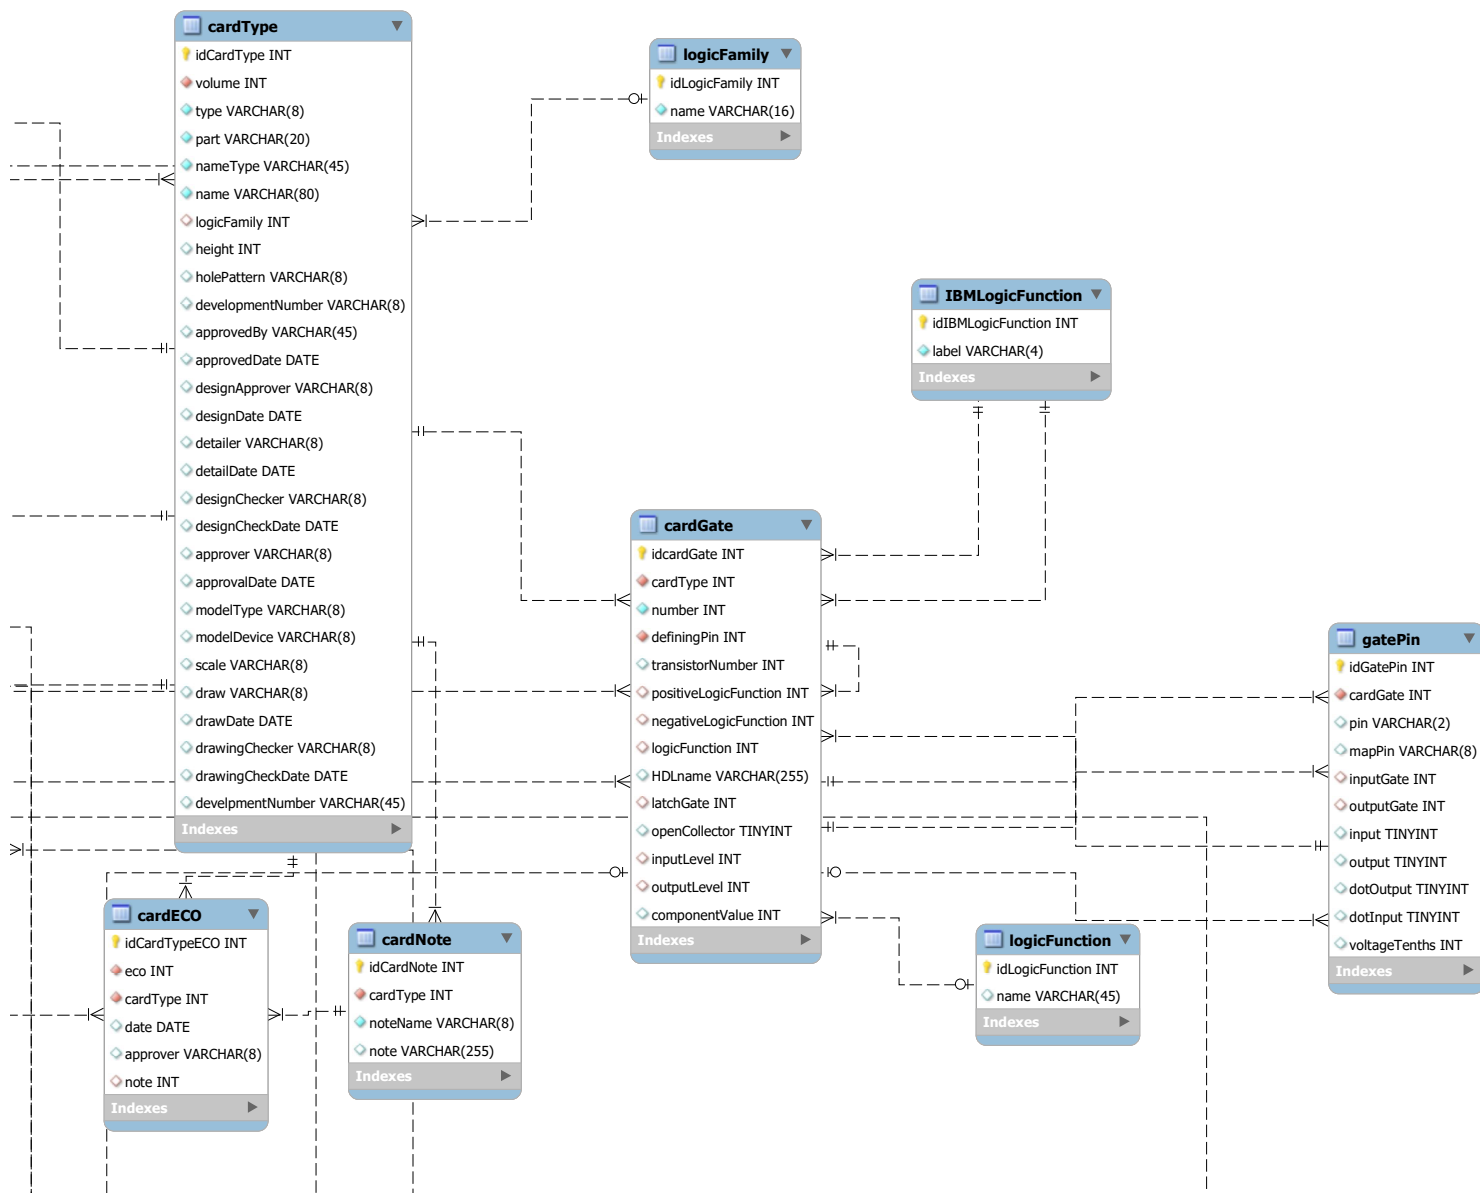 cardType
idCardType INT
volume INT
type VARCHAR(8)
part VARCHAR(20)
nameType VARCHAR(45)
name VARCHAR(80)
logicFamily INT
height INT
holePattern VARCHAR(8)
developmentNumber VARCHAR(8)
approvedBy VARCHAR(45)
approvedDate DATE
designApprover VARCHAR(8)
designDate DATE
detailer VARCHAR(8)
detailDate DATE
designChecker VARCHAR(8)
designCheckDate DATE
approver VARCHAR(8)
approvalDate DATE
modelType VARCHAR(8)
modelDevice VARCHAR(8)
scale VARCHAR(8)
draw VARCHAR(8)
drawDate DATE
drawingChecker VARCHAR(8)
drawingCheckDate DATE
develpmentNumber VARCHAR(45)
Indexes
logicFamily
idLogicFamily INT
name VARCHAR(16)
Indexes
IBMLogicFunction
idIBMLogicFunction INT
label VARCHAR(4)
Indexes
cardGate
idcardGate INT
cardType INT
number INT
definingPin INT
transistorNumber INT
positiveLogicFunction INT
negativeLogicFunction INT
logicFunction INT
HDLname VARCHAR(255)
latchGate INT
openCollector TINYINT
inputLevel INT
outputLevel INT
componentValue INT
Indexes
gatePin
idGatePin INT
cardGate INT
pin VARCHAR(2)
mapPin VARCHAR(8)
inputGate INT
outputGate INT
input TINYINT
output TINYINT
dotOutput TINYINT
dotInput TINYINT
voltageTenths INT
Indexes
cardECO
idCardTypeECO INT
eco INT
cardType INT
date DATE
approver VARCHAR(8)
note INT
Indexes
cardNote
idCardNote INT
cardType INT
noteName VARCHAR(8)
note VARCHAR(255)
Indexes
logicFunction
idLogicFunction INT
name VARCHAR(45)
Indexes